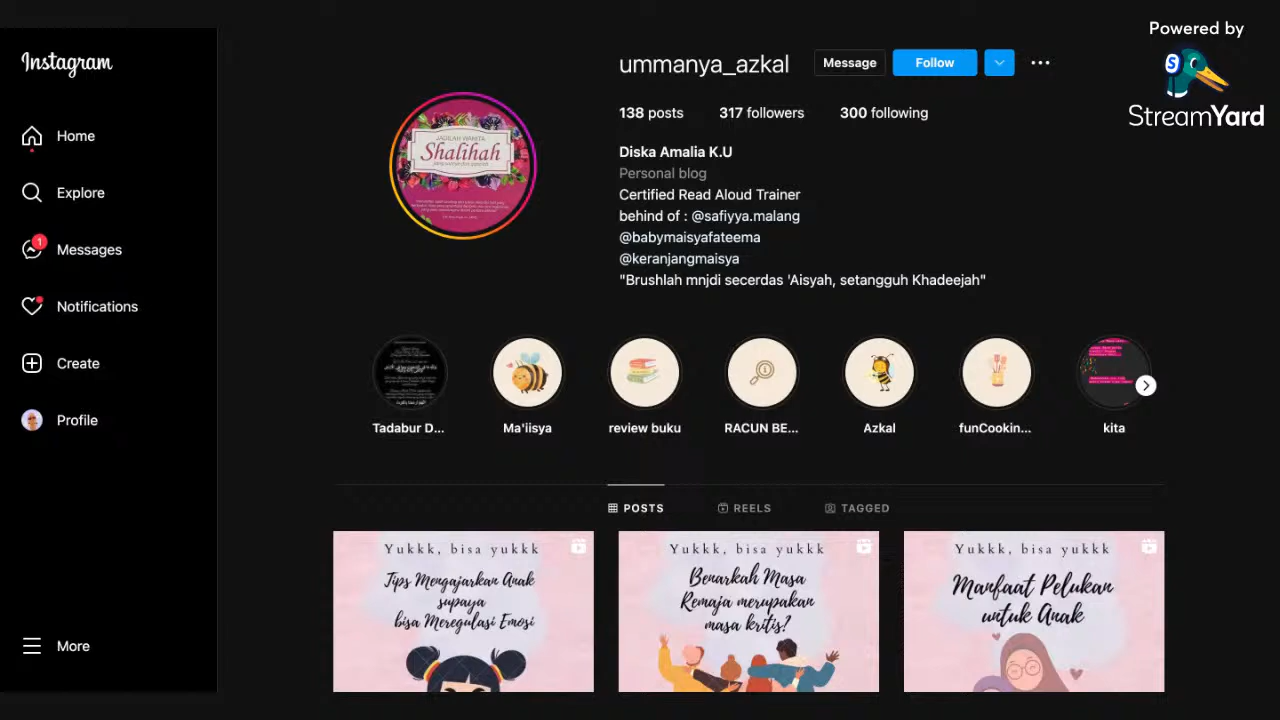 Powered by
StreamYard
Instagram
Home
Explore
1
Messages
Notifications
Create
Profile
More
ummanya_azkal
Message
Follow
138 posts
317 followers
300 following
JADILAH WANITA
Shalihah
Diska Amalia K.U
Personal blog
Certified Read Aloud Trainer
behind of : @safiyya.malang
@babymaisyafateema
@keranjangmaisya
"Brushlah mnjdi secerdas 'Aisyah, setangguh Khadeejah"
Tadabur D...
Ma'iisya
review buku
RACUN BE...
Azkal
funCookin...
kita
POSTS
REELS
TAGGED
Yukkk, bisa yukkk
Tips Mengajarkan Anak
supaya
bisa Meregulasi Emosi
Yukkk, bisa yukkk
Benarkah Masa
Remaja merupakan
masa kritis?
Yukkk, bisa yukkk
Manfaat Pelukan
untuk Anak